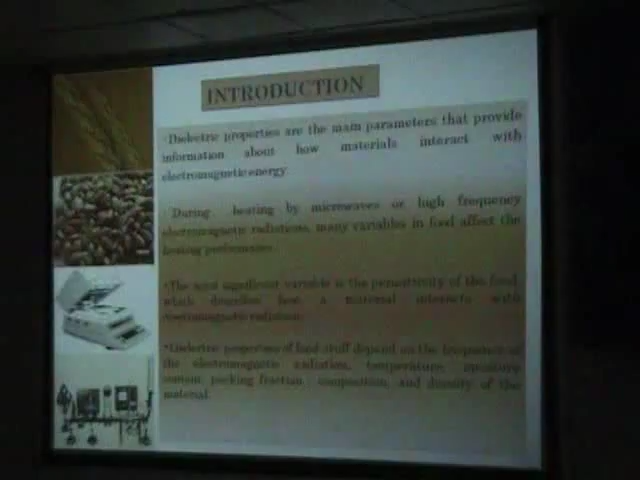 INTRODUCTION
Dielectric properties are the main parameters that provide
information about how materials interact with
electromagnetic energy
During heating by microwaves or high frequency
electromagnetic radiations, many variables in food affect the
heating performance.
•The most significant variable is the permittivity of the food,
which describes how a material interacts with
electromagnetic radiation.
•Dielectric properties of food stuff depend on the frequency of
the electromagnetic radiation, temperature, moisture
content, packing fraction, composition, and density of the
material.